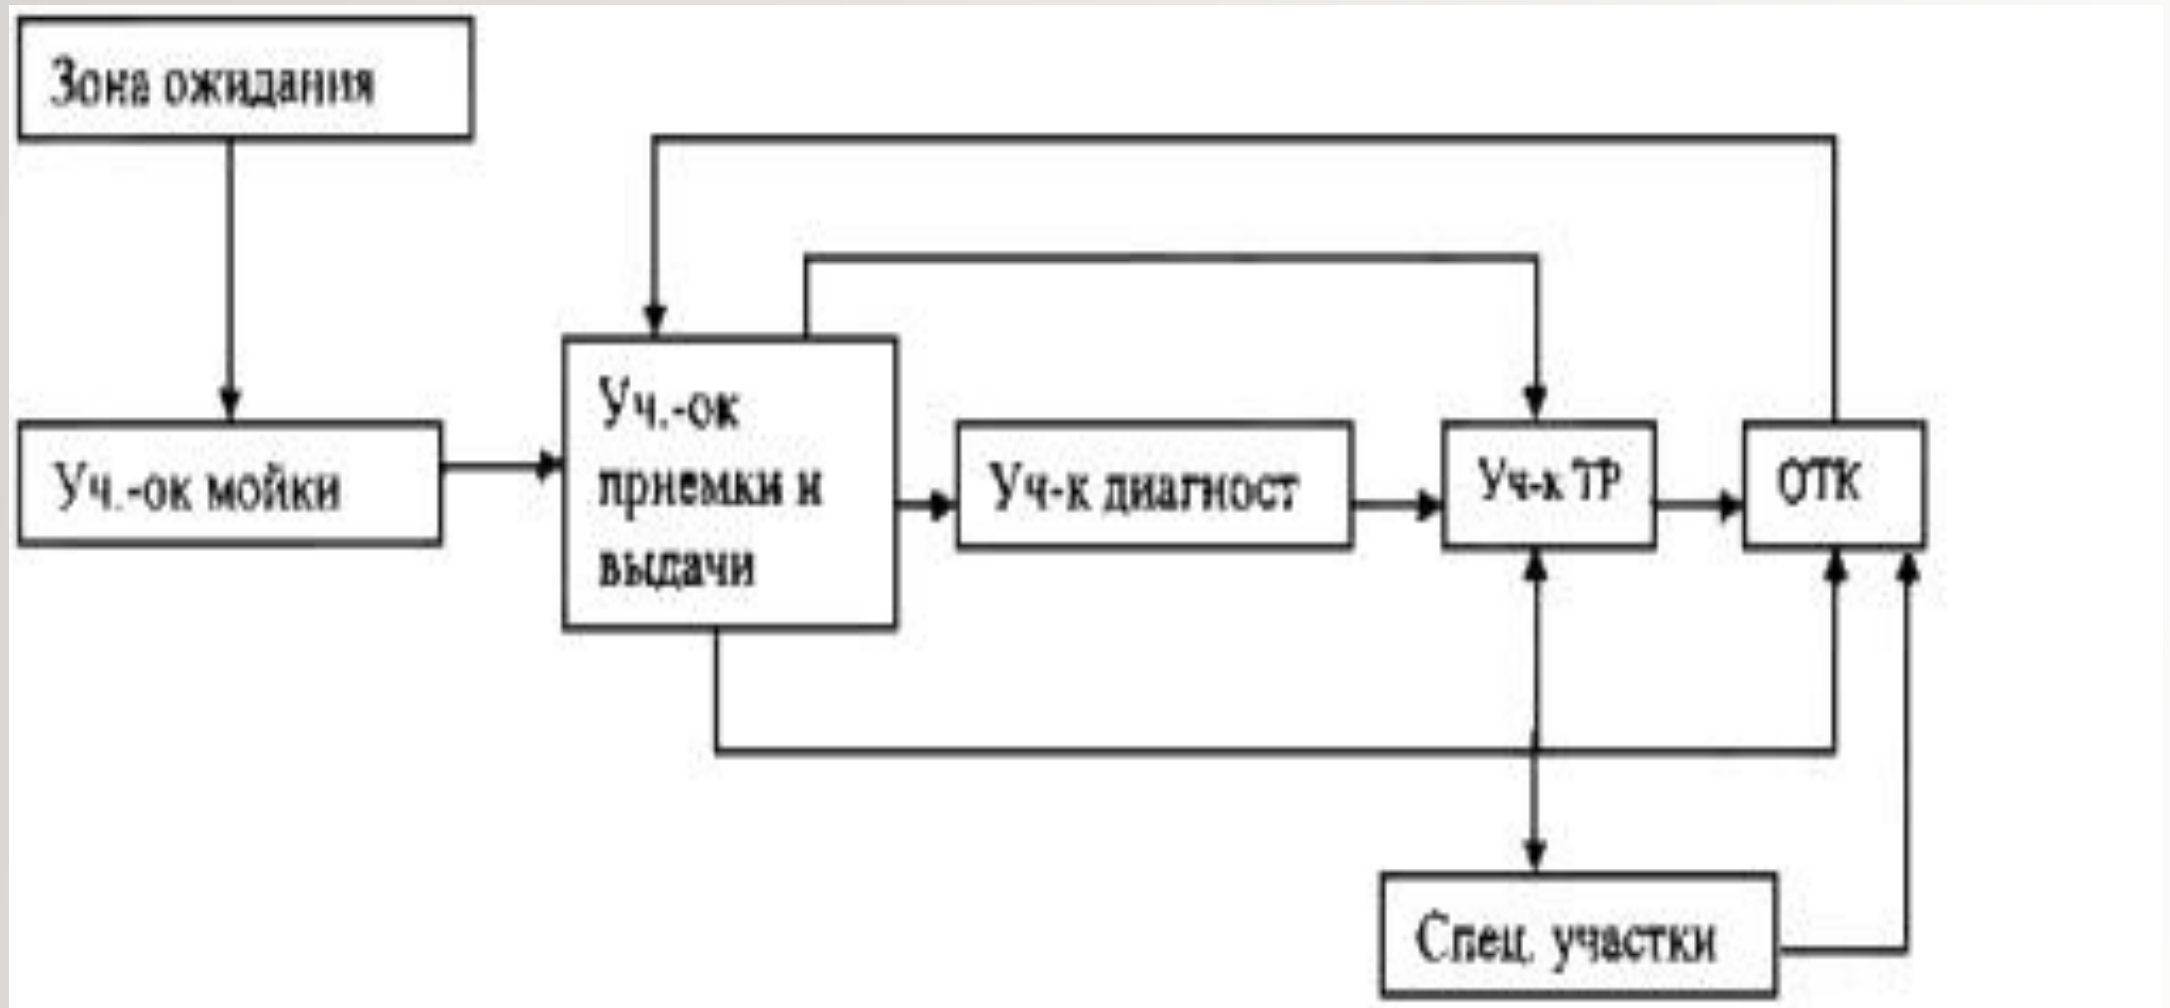 Зона ожидания
Уч.-ок мойки
Уч.-ок
приемки и
выдачи
Уч-к диагност
Уч-к ТР
ОТК
Спец. участки